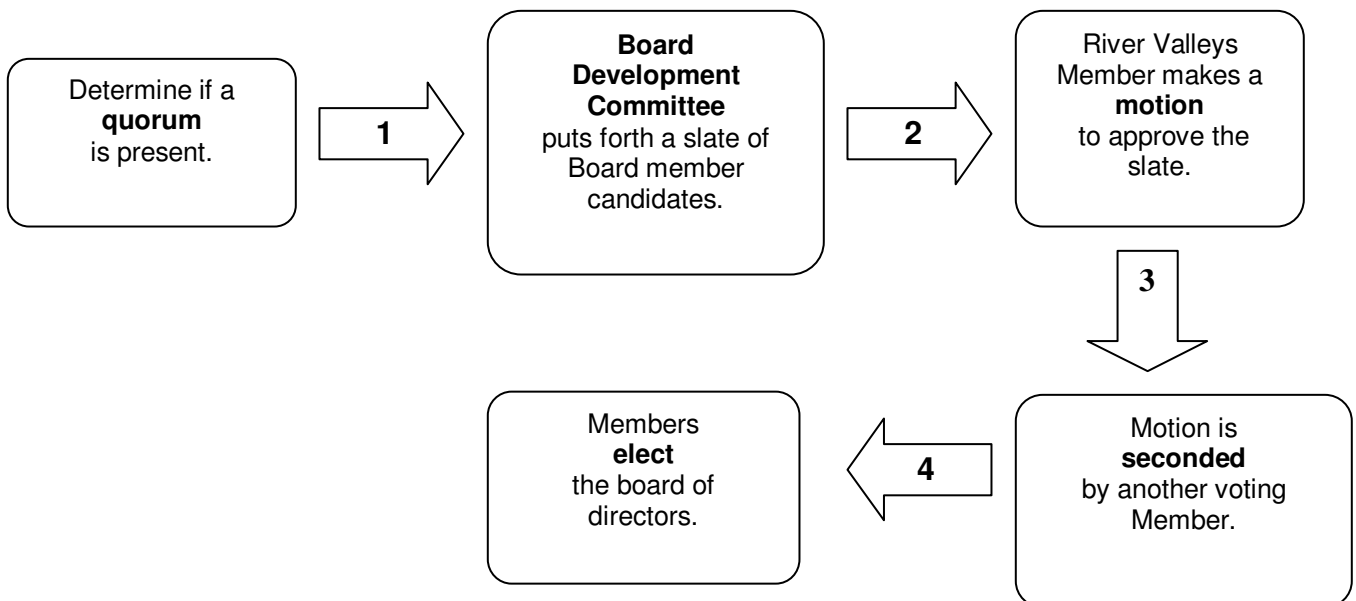 Determine if a
quorum
is present.
1
Board
Development
Committee
puts forth a slate of
Board member
candidates.
2
River Valleys
Member makes a
motion
to approve the
slate.
3
Motion is
seconded
by another voting
Member.
4
Members
elect
the board of
directors.